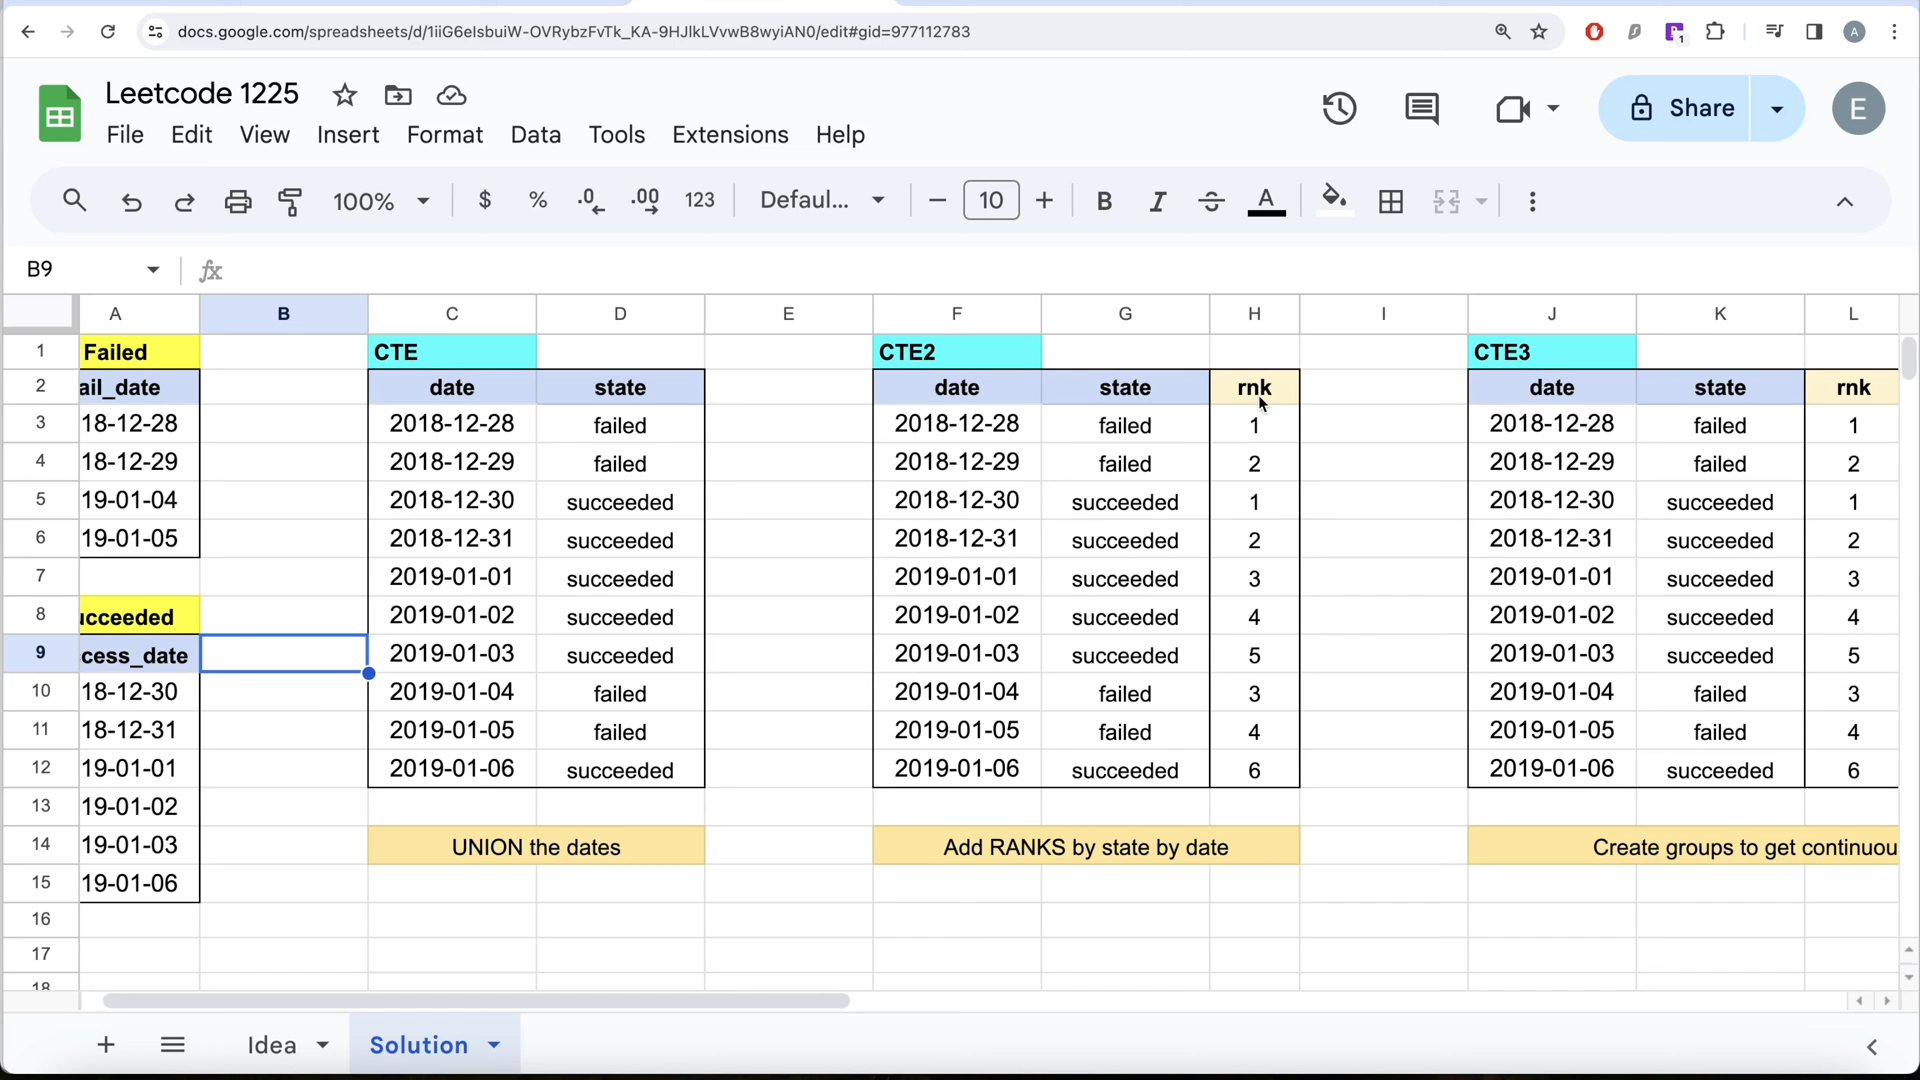 docs.google.com/spreadsheets/d/1iiG6eIsbuiW-OVRybzFvTk_KA-9HJlkLVvwB8wyiAN0/edit#gid=977112783
1
A
Leetcode 1225
Share
E
File Edit View Insert Format Data Tools Extensions Help
100% $ % .0 .00 123 Defaul... 10 B I A
B9 fx
A B C D E F G H I J K L
1 Failed CTE CTE2 CTE3
2 ail_date date state date state rnk date state rnk
3 18-12-28 2018-12-28 failed 2018-12-28 failed 1 2018-12-28 failed 1
4 18-12-29 2018-12-29 failed 2018-12-29 failed 2 2018-12-29 failed 2
5 19-01-04 2018-12-30 succeeded 2018-12-30 succeeded 1 2018-12-30 succeeded 1
6 19-01-05 2018-12-31 succeeded 2018-12-31 succeeded 2 2018-12-31 succeeded 2
7 2019-01-01 succeeded 2019-01-01 succeeded 3 2019-01-01 succeeded 3
8 ucceeded 2019-01-02 succeeded 2019-01-02 succeeded 4 2019-01-02 succeeded 4
9 cess_date 2019-01-03 succeeded 2019-01-03 succeeded 5 2019-01-03 succeeded 5
10 18-12-30 2019-01-04 failed 2019-01-04 failed 3 2019-01-04 failed 3
11 18-12-31 2019-01-05 failed 2019-01-05 failed 4 2019-01-05 failed 4
12 19-01-01 2019-01-06 succeeded 2019-01-06 succeeded 6 2019-01-06 succeeded 6
13 19-01-02
14 19-01-03 UNION the dates Add RANKS by state by date Create groups to get continuou
15 19-01-06
16
17
18
Idea Solution